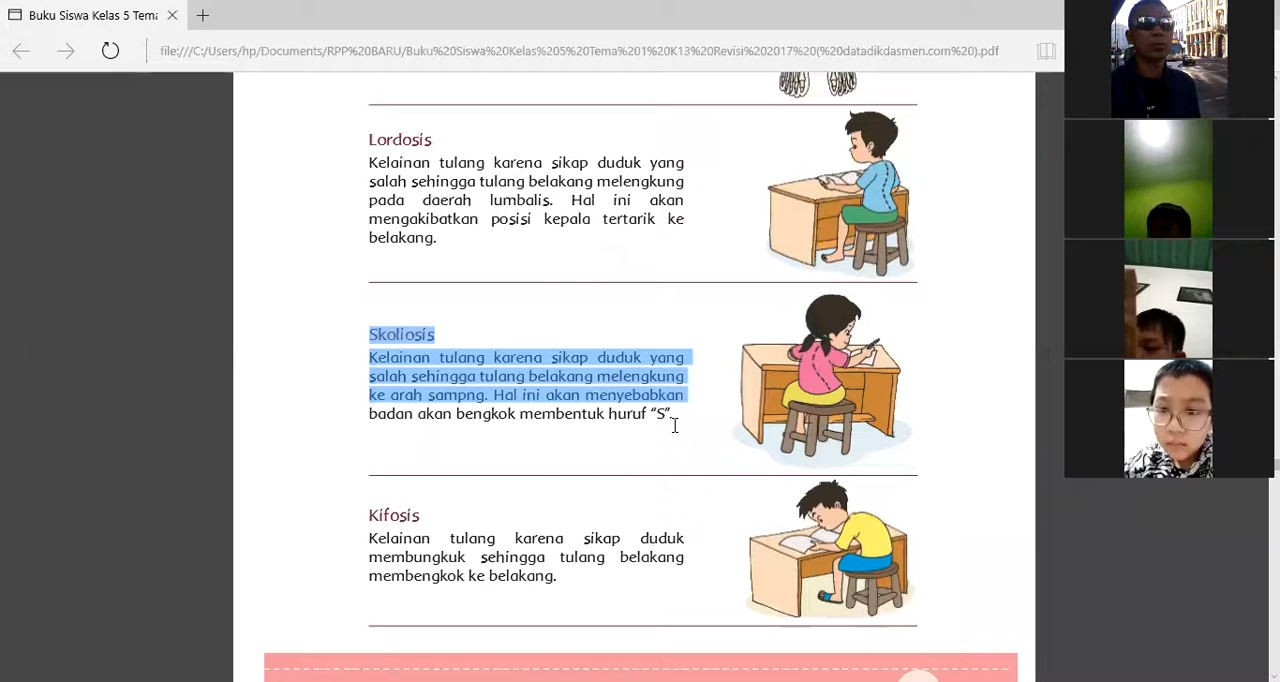 Buku Siswa Kelas 5 Tema
file:///C:/Users/hp/Documents/RPP%20BARU/Buku%20Siswa%20Kelas%205%20Tema%201%20K13%20Revisi%202017%20(%20datadikdasmen.com%20).pdf
Lordosis
Kelainan tulang karena sikap duduk yang
salah sehingga tulang belakang melengkung
pada daerah lumbalis. Hal ini akan
mengakibatkan posisi kepala tertarik ke
belakang.
Skoliosis
Kelainan tulang karena sikap duduk yang
salah sehingga tulang belakang melengkung
ke arah sampng. Hal ini akan menyebabkan
badan akan bengkok membentuk huruf “S”.
Kifosis
Kelainan tulang karena sikap duduk
membungkuk sehingga tulang belakang
membengkok ke belakang.